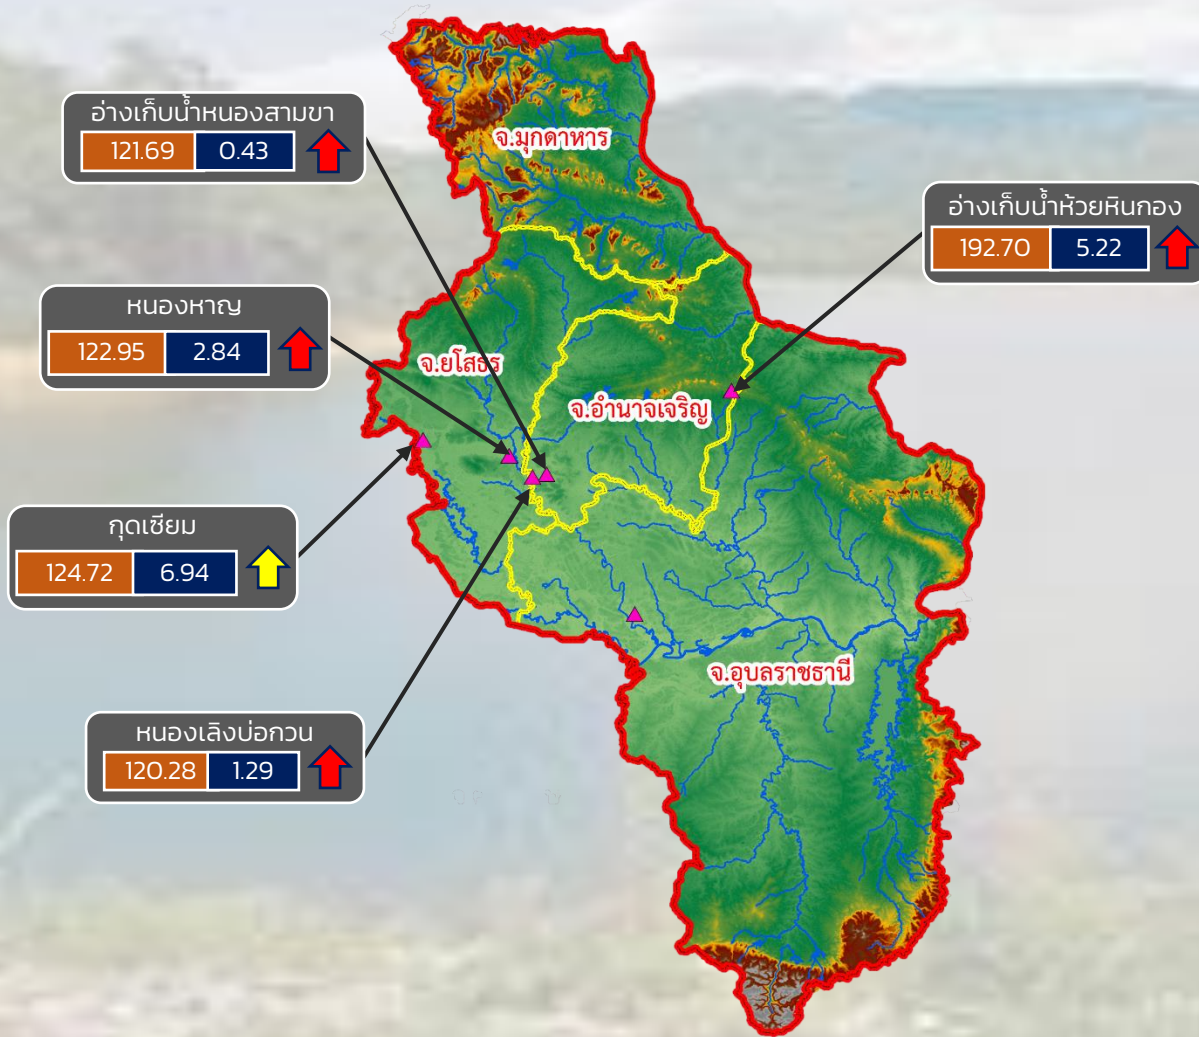 อ่างเก็บน้ำหนองสามขา
121.69 0.43
จ.มุกดาหาร
อ่างเก็บน้ำห้วยหินกอง
192.70 5.22
หนองหาญ
122.95 2.84
จ.ยโสธร
จ.อำนาจเจริญ
กุดเซียม
124.72 6.94
จ.อุบลราชธานี
หนองเลิงบ่อกวน
120.28 1.29